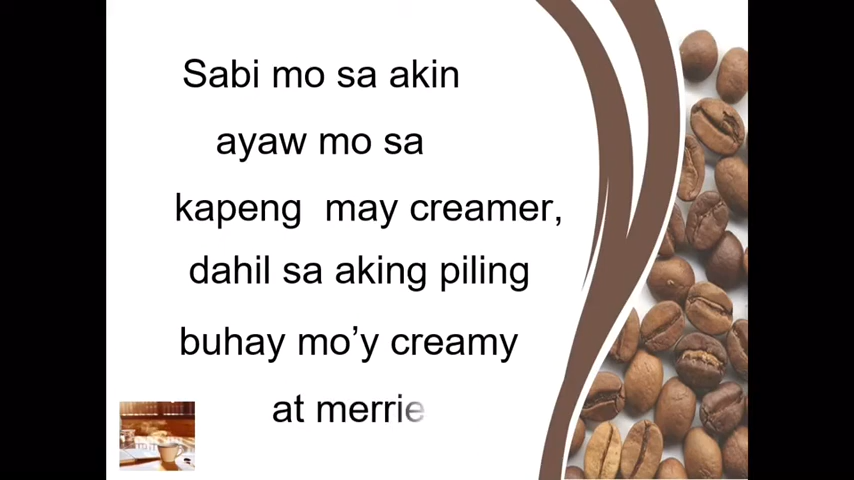 Sabi mo sa akin
ayaw mo sa
kapeng may creamer,
dahil sa aking piling
buhay mo’y creamy
at merrie